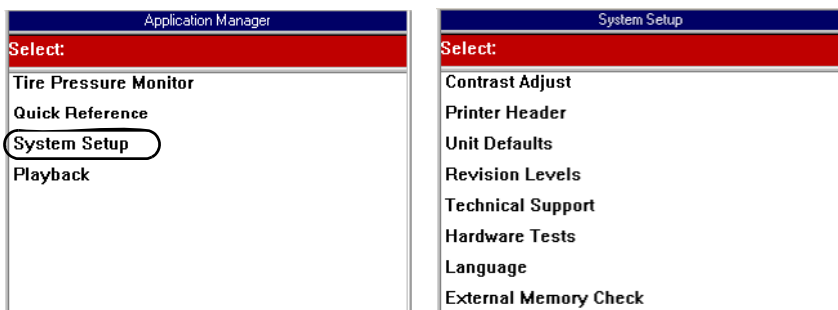 Application Manager
Select:
Tire Pressure Monitor
Quick Reference
System Setup
Playback
System Setup
Select:
Contrast Adjust
Printer Header
Unit Defaults
Revision Levels
Technical Support
Hardware Tests
Language
External Memory Check